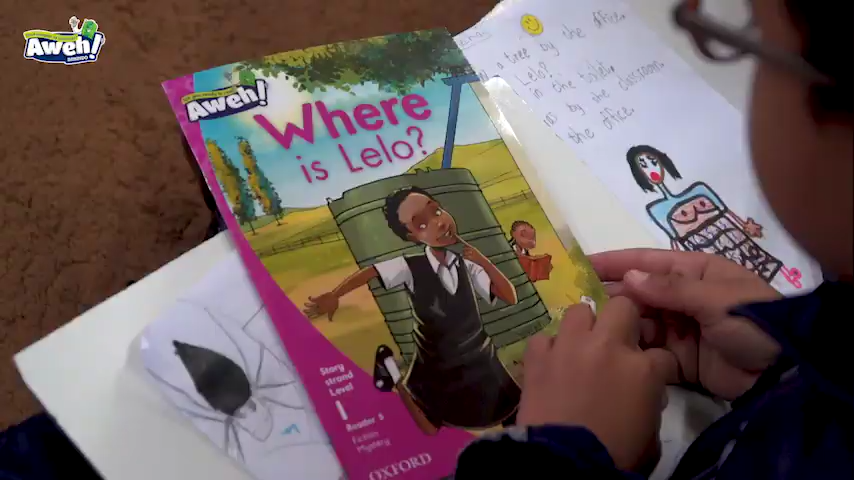 Aweh!
Aweh!
Where
is Lelo?
Story
strand
Level
1
Reader 5
Fiction
Mystery
OXFORD
a tree by the office.
Lelo?
in the toilet.
by the classroom.
the office.